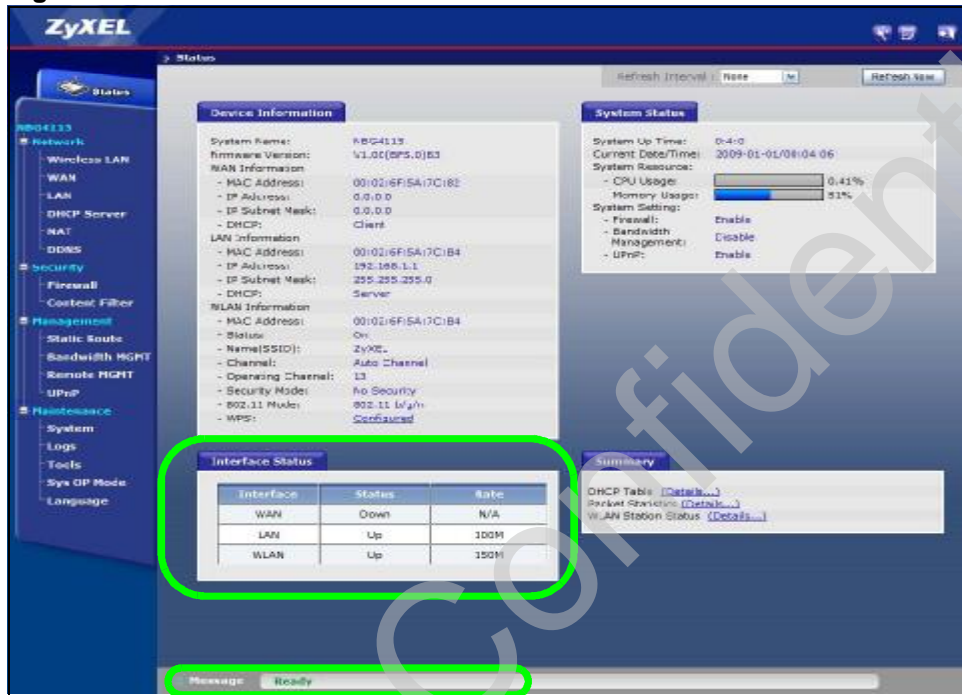 ZyXEL
> Status
Refresh Interval : None
Refresh Now
Status
NBG4115
Network
Wireless LAN
WAN
LAN
DHCP Server
NAT
DDNS
Security
Firewall
Content Filter
Management
Static Route
Bandwidth MGMT
Remote MGMT
UPnP
Maintenance
System
Logs
Tools
Sys OP Mode
Language
Device Information
System Name: NBG4115
Firmware Version:
WAN Information
- MAC Address: 00:02:6F:5A:7C:B2
- IP Address: 0.0.0.0
- IP Subnet Mask: 0.0.0.0
- DHCP: Client
LAN Information
- MAC Address: 00:02:6F:5A:7C:B4
- IP Address: 192.168.1.1
- IP Subnet Mask: 255.255.255.0
- DHCP: Server
WLAN Information
- MAC Address: 00:02:6F:5A:7C:B4
- Status: On
- Name(SSID): ZyXEL
- Channel: Auto Channel
- Operating Channel: 13
- Security Mode: No Security
- 802.11 Mode: 802.11 b/g/n
- WPS: Configured
System Status
System Up Time: 0:4:0
Current Date/Time: 2009-01-01/00:04:06
System Resource:
- CPU Usage: 0.41%
- Memory Usage: 51%
System Setting:
- Firewall: Enable
- Bandwidth Management: Disable
- UPnP: Enable
Interface Status
Interface Status Rate
WAN Down N/A
LAN Up 100M
WLAN Up 150M
Summary
DHCP Table (Details...)
Packet Statistics (Details...)
WLAN Station Status (Details...)
Message Ready
Confident